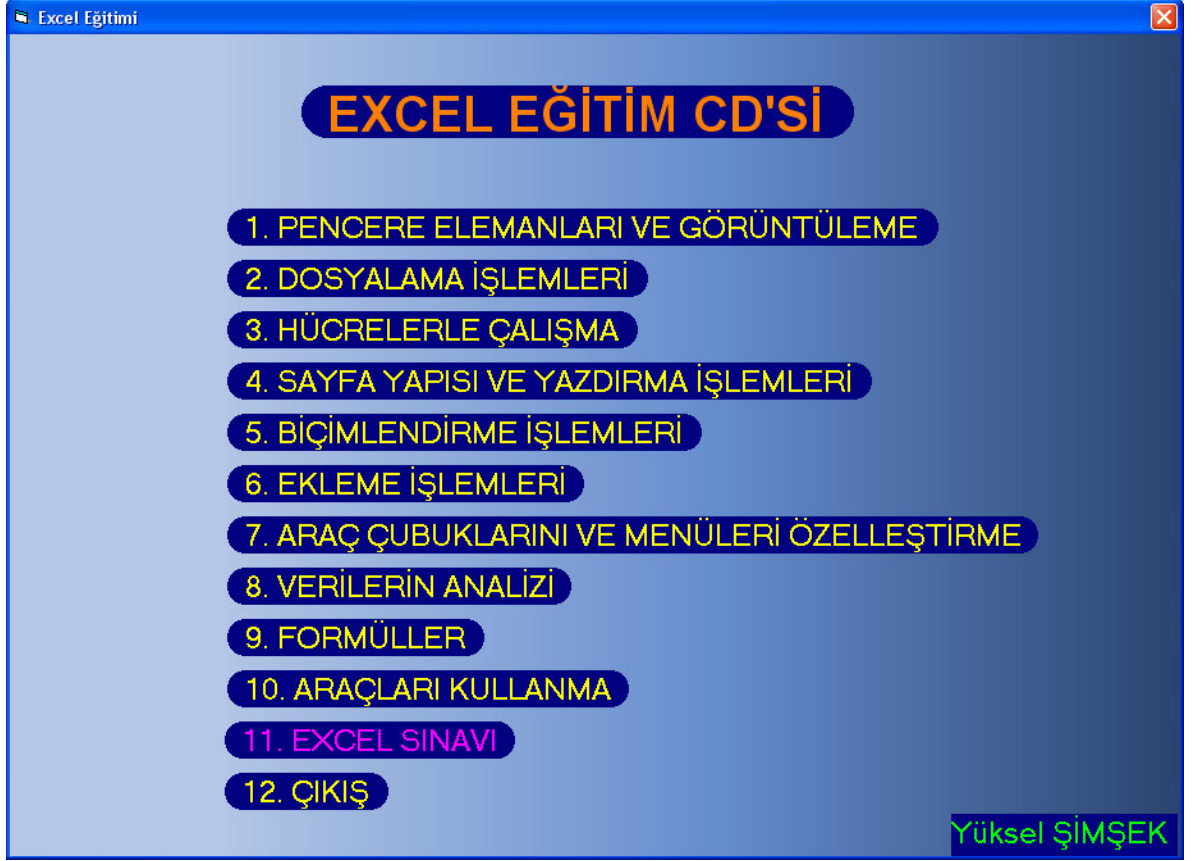 Excel Eğitimi
EXCEL EĞİTİM CD'Sİ
1. PENCERE ELEMANLARI VE GÖRÜNTÜLEME
2. DOSYALAMA İŞLEMLERİ
3. HÜCRELERLE ÇALIŞMA
4. SAYFA YAPISI VE YAZDIRMA İŞLEMLERİ
5. BİÇİMLENDİRME İŞLEMLERİ
6. EKLEME İŞLEMLERİ
7. ARAÇ ÇUBUKLARINI VE MENÜLERİ ÖZELLEŞTİRME
8. VERİLERİN ANALİZİ
9. FORMÜLLER
10. ARAÇLARI KULLANMA
11. EXCEL SINAVI
12. ÇIKIŞ
Yüksel ŞİMŞEK